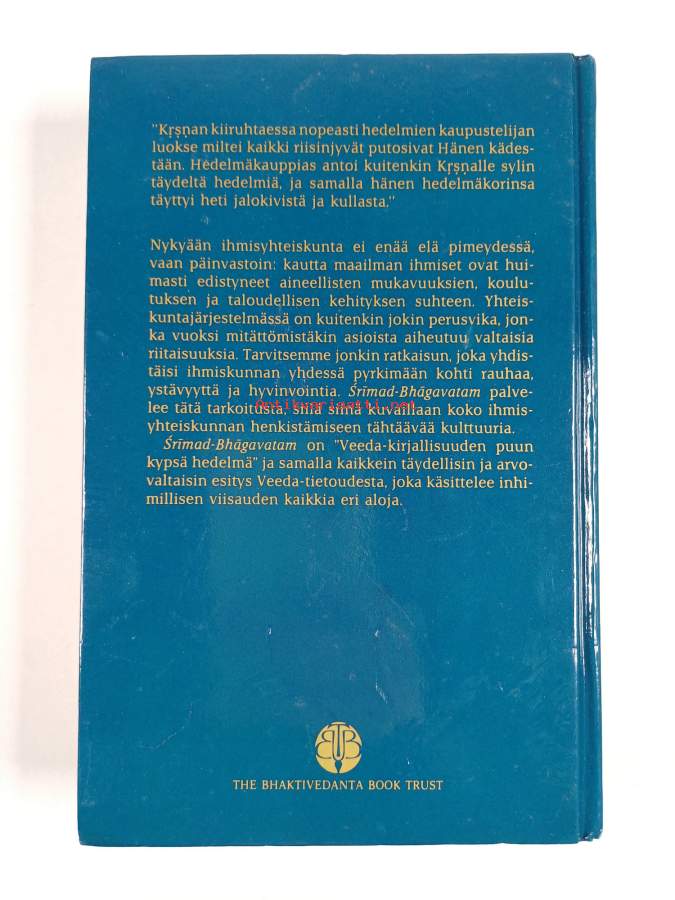 "Kṛṣṇan kiiruhtaessa nopeasti hedelmien kaupustelijan
luokse miltei kaikki riisinjyvät putosivat Hänen kädes-
tään. Hedelmäkauppias antoi kuitenkin Kṛṣṇalle sylin
täydeltä hedelmiä, ja samalla hänen hedelmäkorinsa
täyttyi heti jalokivistä ja kullasta."
Nykyään ihmisyhteiskunta ei enää elä pimeydessä,
vaan päinvastoin: kautta maailman ihmiset ovat hui-
masti edistyneet aineellisten mukavuuksien, koulu-
tuksen ja taloudellisen kehityksen suhteen. Yhteis-
kuntajärjestelmässä on kuitenkin jokin perusvika, jon-
ka vuoksi mitättömistäkin asioista aiheutuu valtaisia
riitaisuuksia. Tarvitsemme jonkin ratkaisun, joka yhdis-
täisi ihmiskunnan yhdessä pyrkimään kohti rauhaa,
ystävyyttä ja hyvinvointia. Śrīmad-Bhāgavatam palve-
lee tätä tarkoitusta, sillä siinä kuvaillaan koko ihmis-
antikvariaatti.net
yhteiskunnan henkistämiseen tähtäävää kulttuuria.
Śrīmad-Bhāgavatam on "Veeda-kirjallisuuden puun
kypsä hedelmä" ja samalla kaikkein täydellisin ja arvo-
valtaisin esitys Veeda-tietoudesta, joka käsittelee inhi-
millisen viisauden kaikkia eri aloja.
BTB
THE BHAKTIVEDANTA BOOK TRUST